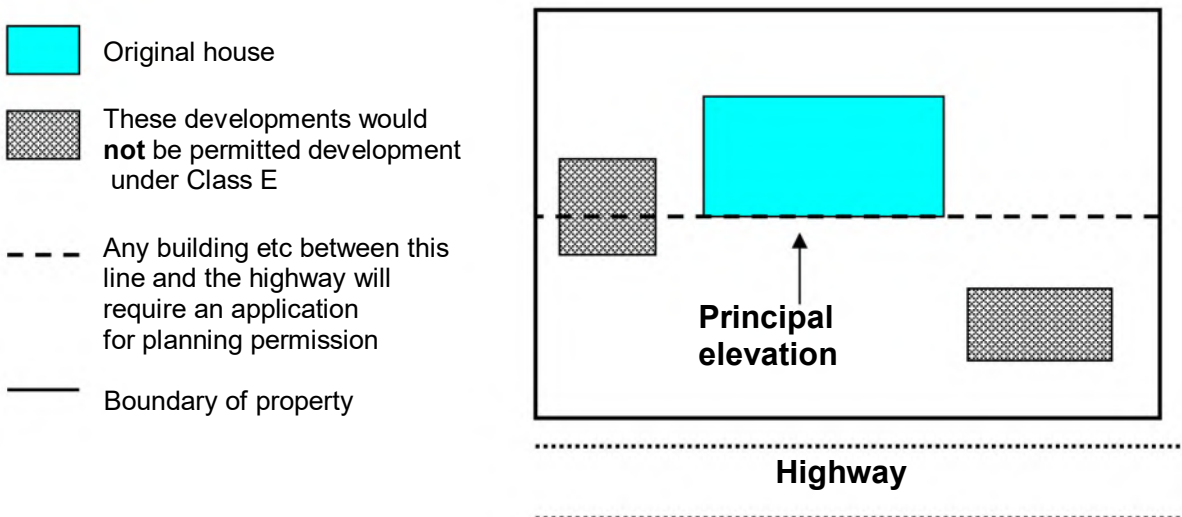 Original house
These developments would
not be permitted development
under Class E
Any building etc between this
line and the highway will
require an application
for planning permission
Boundary of property
Principal
elevation
Highway